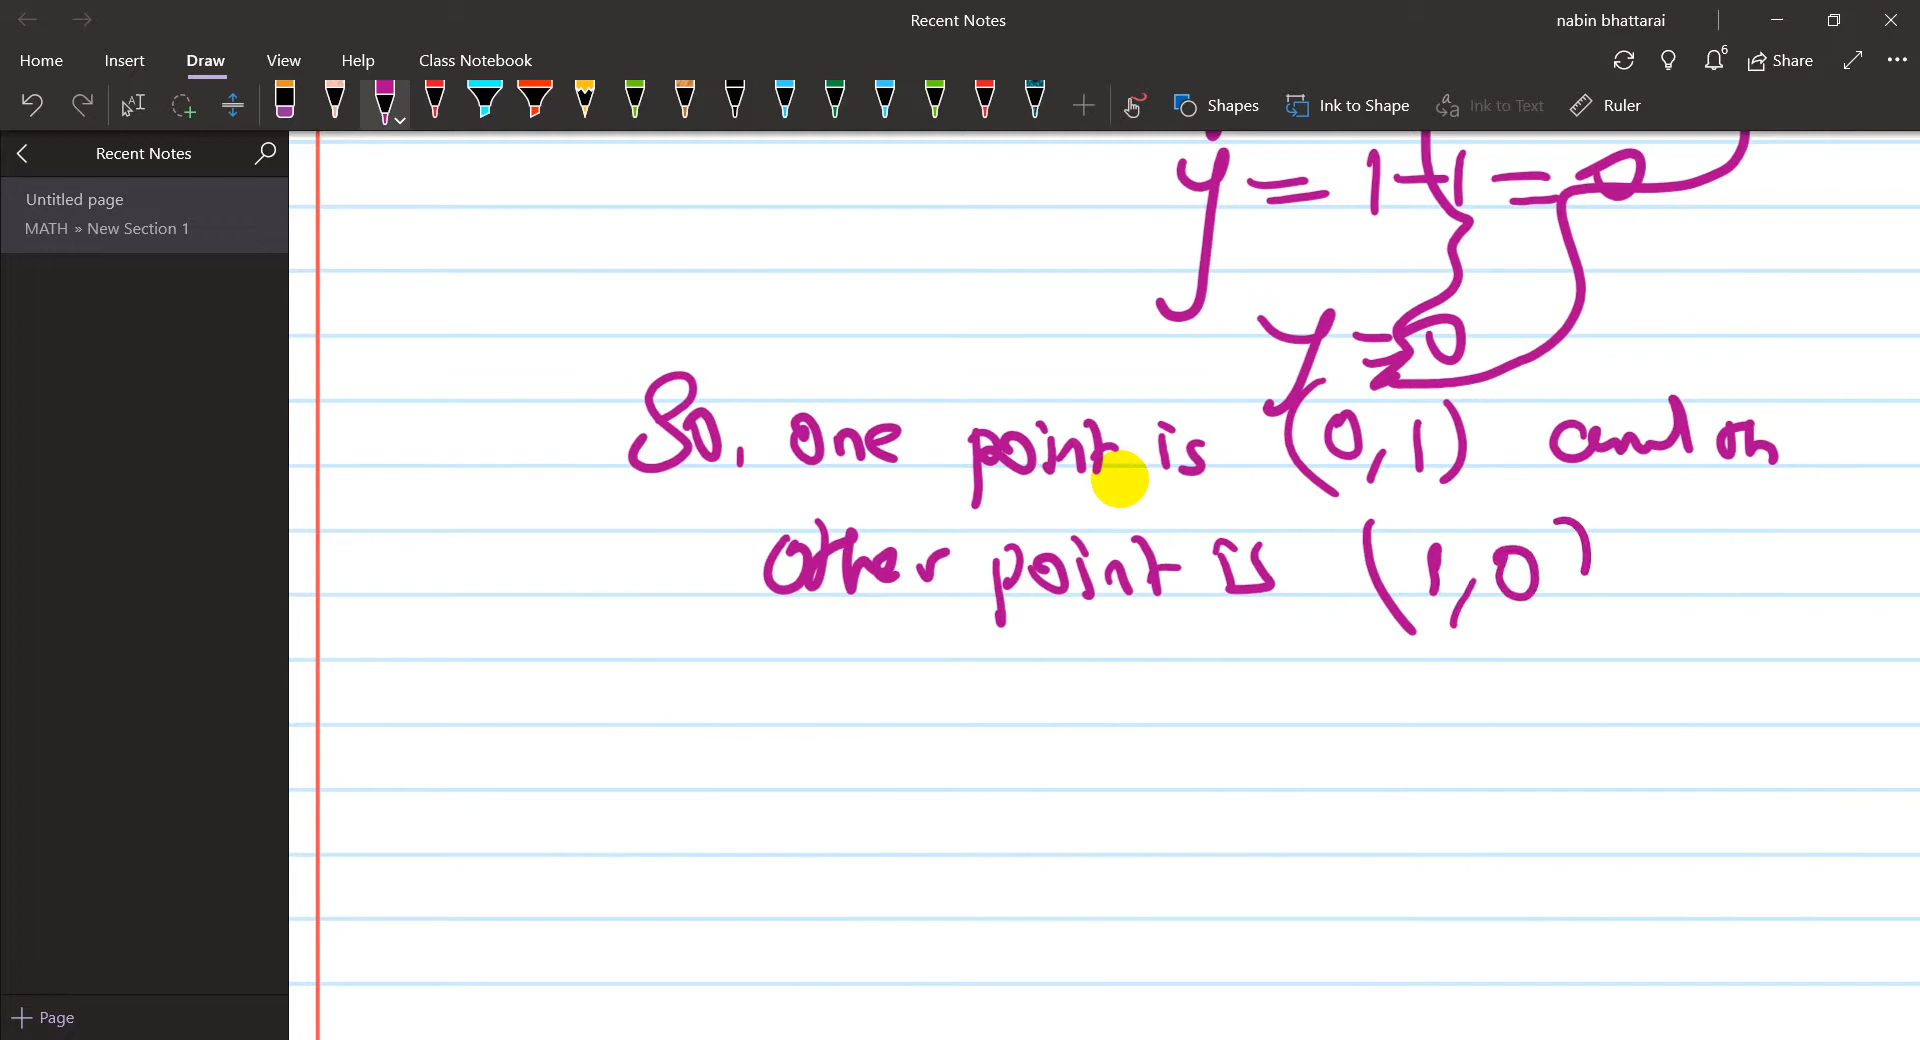 Recent Notes
nabin bhattarai
Home Insert Draw View Help Class Notebook
6 Share
Shapes Ink to Shape Ink to Text Ruler
Recent Notes
Untitled page
MATH » New Section 1
y = 1-1 = 0
y = 0
So, one point is (0,1) and on
Other point is (1,0)
Page